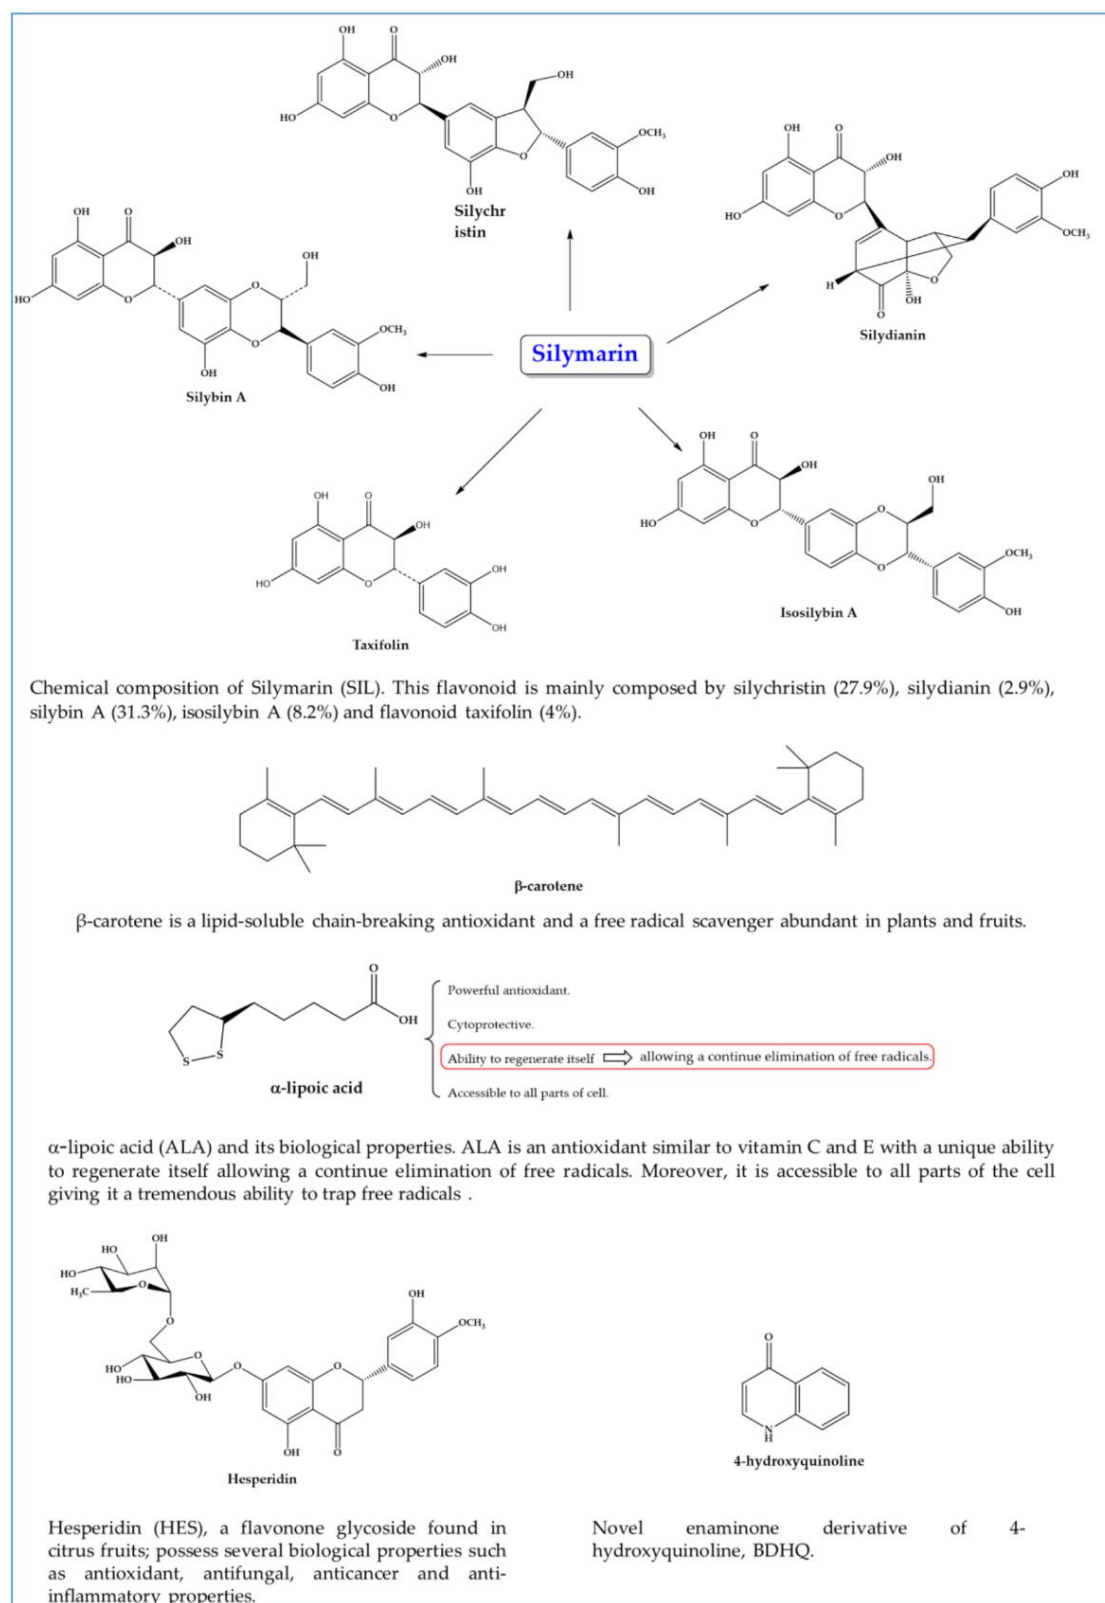 OH
O
OH
HO
O
OH
OCH3
O
OH
OH
Silychr
istin
OH
O
OH
HO
O
OH
OCH3
O
H
OH
O
Silydianin
OH
O
OH
OH
HO
O
O
O
OCH3
OH
OH
Silybin A
Silymarin
OH
O
OH
HO
O
OH
OH
Taxifolin
OH
O
OH
OH
HO
O
O
O
OCH3
OH
Isosilybin A
Chemical composition of Silymarin (SIL). This flavonoid is mainly composed by silychristin (27.9%), silydianin (2.9%),
silybin A (31.3%), isosilybin A (8.2%) and flavonoid taxifolin (4%).
β-carotene
β-carotene is a lipid-soluble chain-breaking antioxidant and a free radical scavenger abundant in plants and fruits.
O
OH
S
S
α-lipoic acid
Powerful antioxidant.
Cytoprotective.
Ability to regenerate itself allowing a continue elimination of free radicals.
Accessible to all parts of cell.
α-lipoic acid (ALA) and its biological properties. ALA is an antioxidant similar to vitamin C and E with a unique ability
to regenerate itself allowing a continue elimination of free radicals. Moreover, it is accessible to all parts of the cell
giving it a tremendous ability to trap free radicals .
OH
HO
HO
H3C
O
O
O
HO
HO
OH
O
O
OH
OCH3
OH
O
Hesperidin
O
N
H
4-hydroxyquinoline
Hesperidin (HES), a flavonone glycoside found in
citrus fruits; possess several biological properties such
as antioxidant, antifungal, anticancer and anti-
inflammatory properties.
Novel enaminone derivative of 4-
hydroxyquinoline, BDHQ.